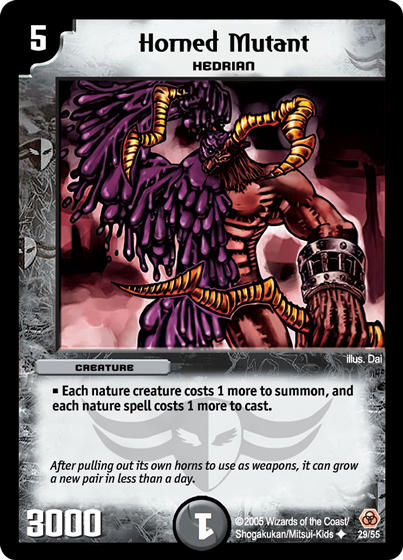 5
Horned Mutant
HEDRIAN
illus. Dai
CREATURE
▪ Each nature creature costs 1 more to summon, and
each nature spell costs 1 more to cast.
After pulling out its own horns to use as weapons, it can grow
a new pair in less than a day.
3000
1
©2005 Wizards of the Coast/
Shogakukan/Mitsui-Kids ✦ 29/55